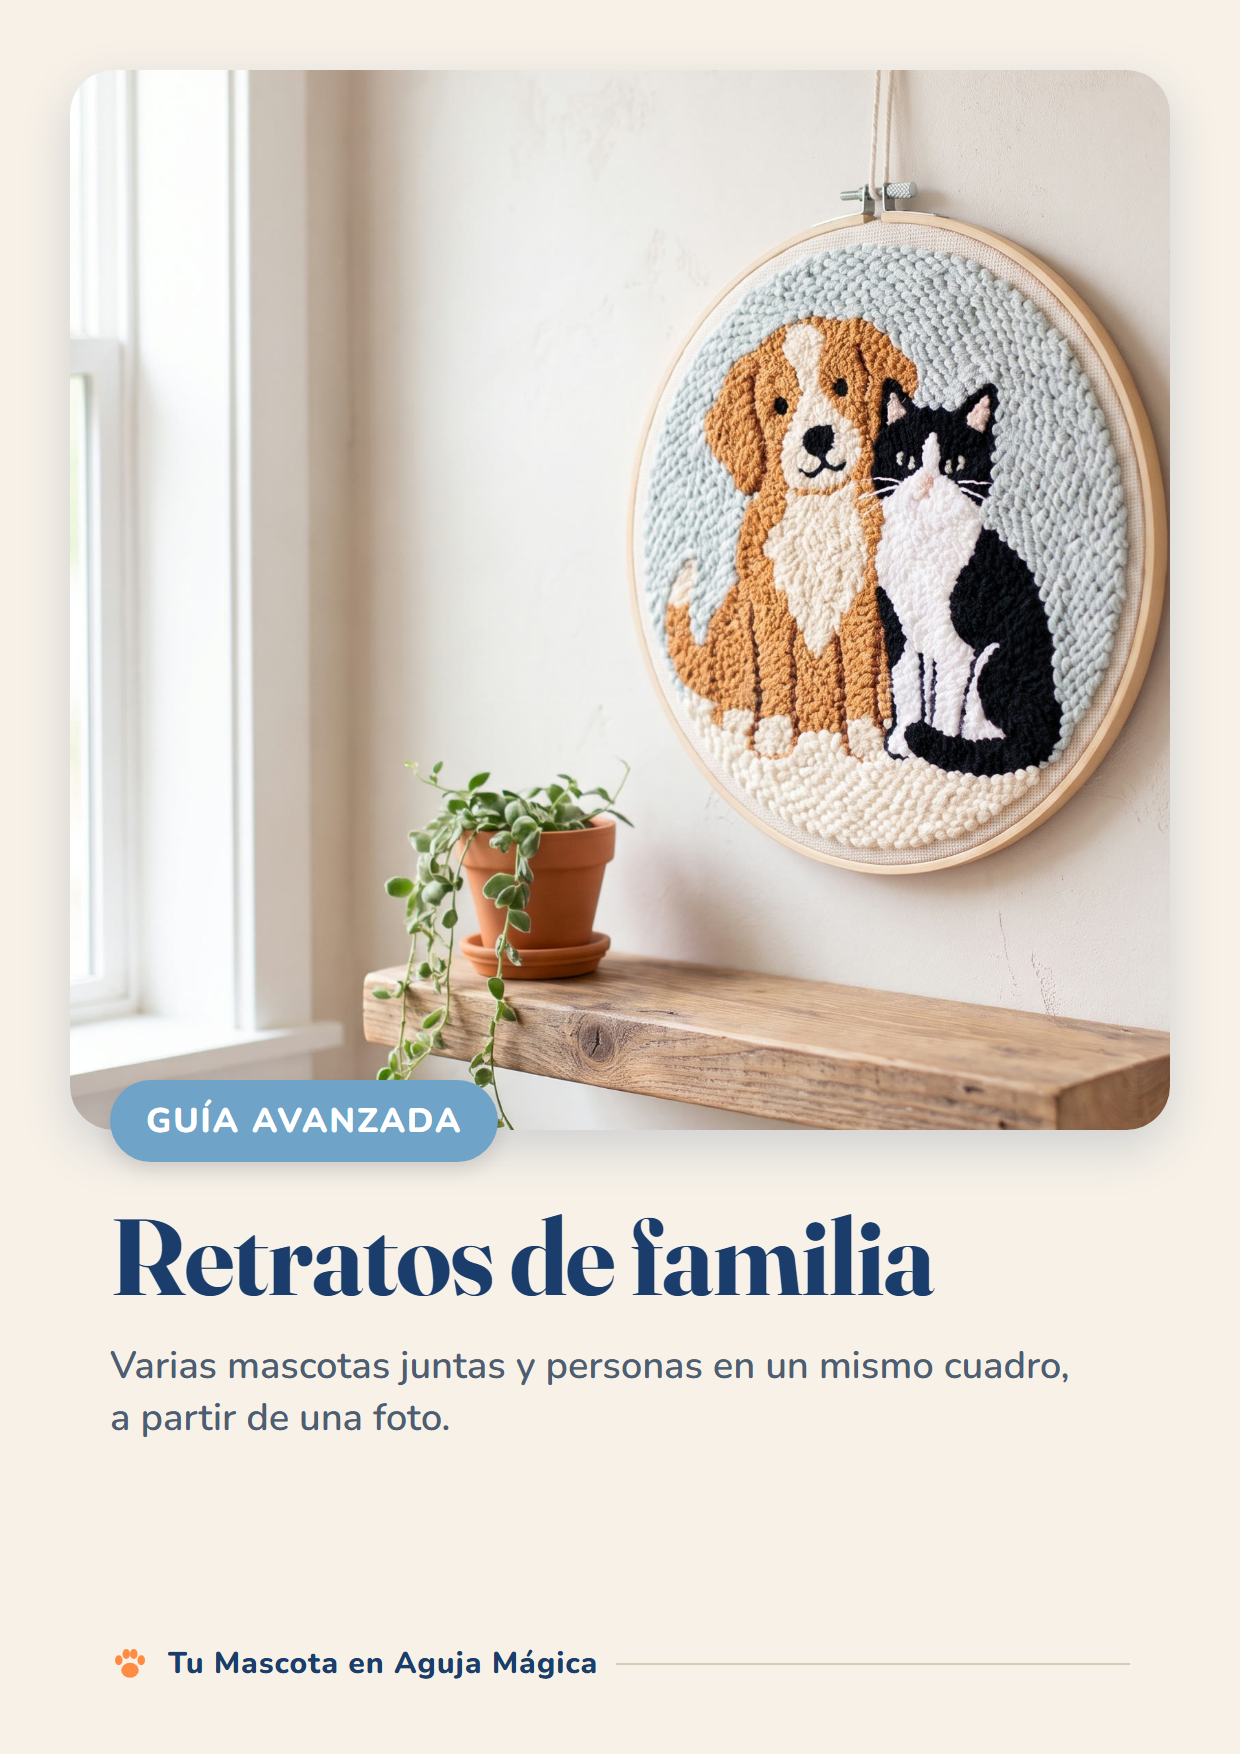 GUÍA AVANZADA
Retratos de familia
Varias mascotas juntas y personas en un mismo cuadro,
a partir de una foto.
Tu Mascota en Aguja Mágica